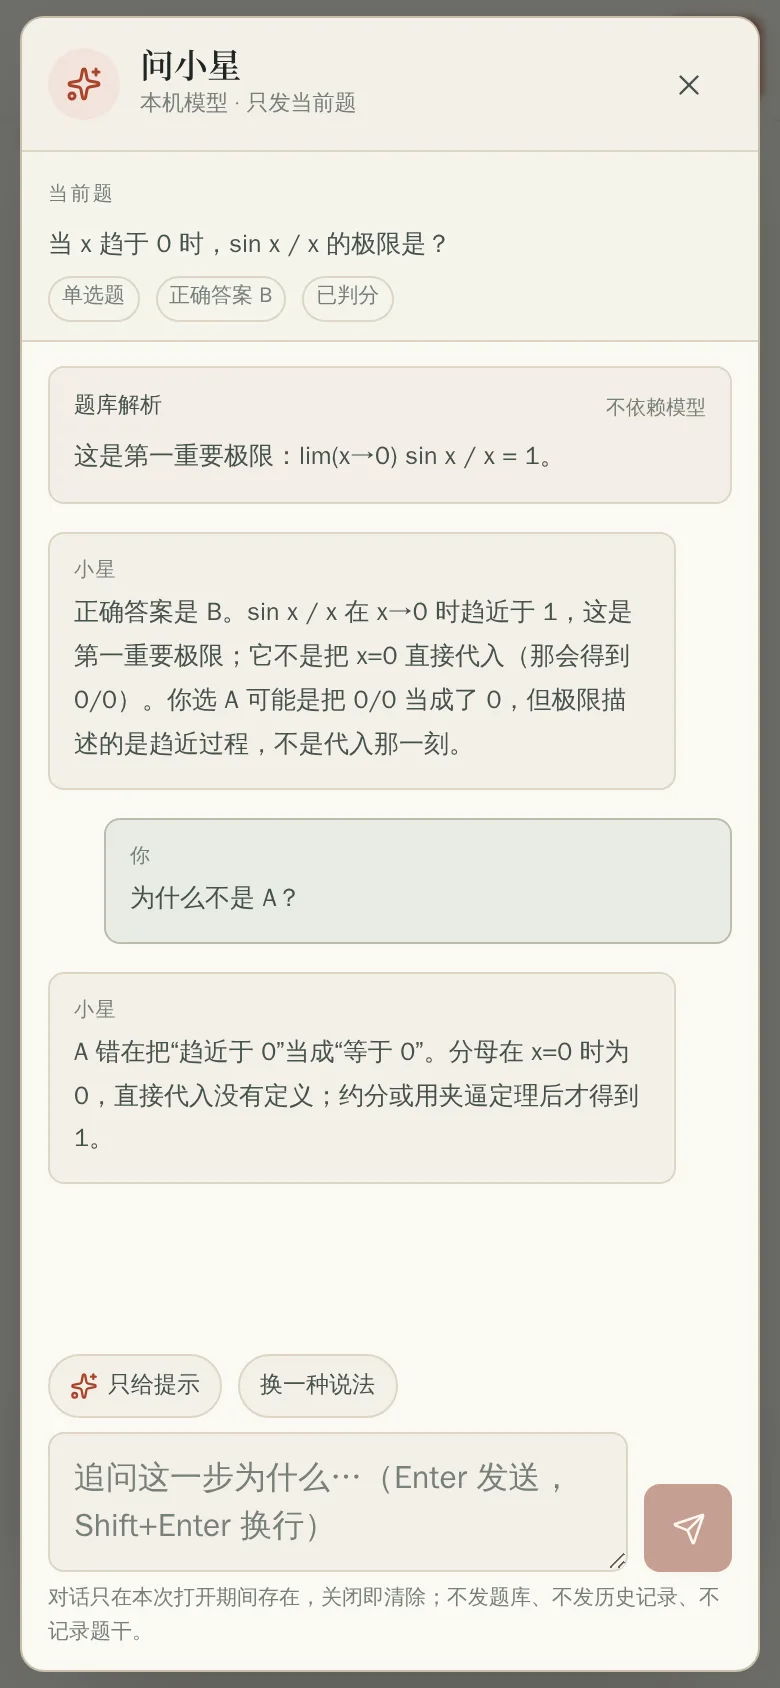 问小星
本机模型 · 只发当前题
当前题
当 x 趋于 0 时，sin x / x 的极限是？
单选题
正确答案 B
已判分
题库解析
不依赖模型
这是第一重要极限：lim(x→0) sin x / x = 1。
小星
正确答案是 B。sin x / x 在 x→0 时趋近于 1，这是
第一重要极限；它不是把 x=0 直接代入（那会得到
0/0）。你选 A 可能是把 0/0 当成了 0，但极限描
述的是趋近过程，不是代入那一刻。
你
为什么不是 A？
小星
A 错在把“趋近于 0”当成“等于 0”。分母在 x=0 时为
0，直接代入没有定义；约分或用夹逼定理后才得到
1。
只给提示
换一种说法
追问这一步为什么…（Enter 发送，
Shift+Enter 换行）
对话只在本次打开期间存在，关闭即清除；不发题库、不发历史记录、不
记录题干。